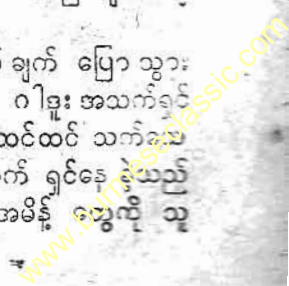 ချက် ပြော သွား
ဂါဒူး အသက်ရှင်
ထင်ထင် သက်သေ
ရှင်နေ ခဲ့သည်
အမိန့် တွေကို သူ
www.burmeseclassic.com